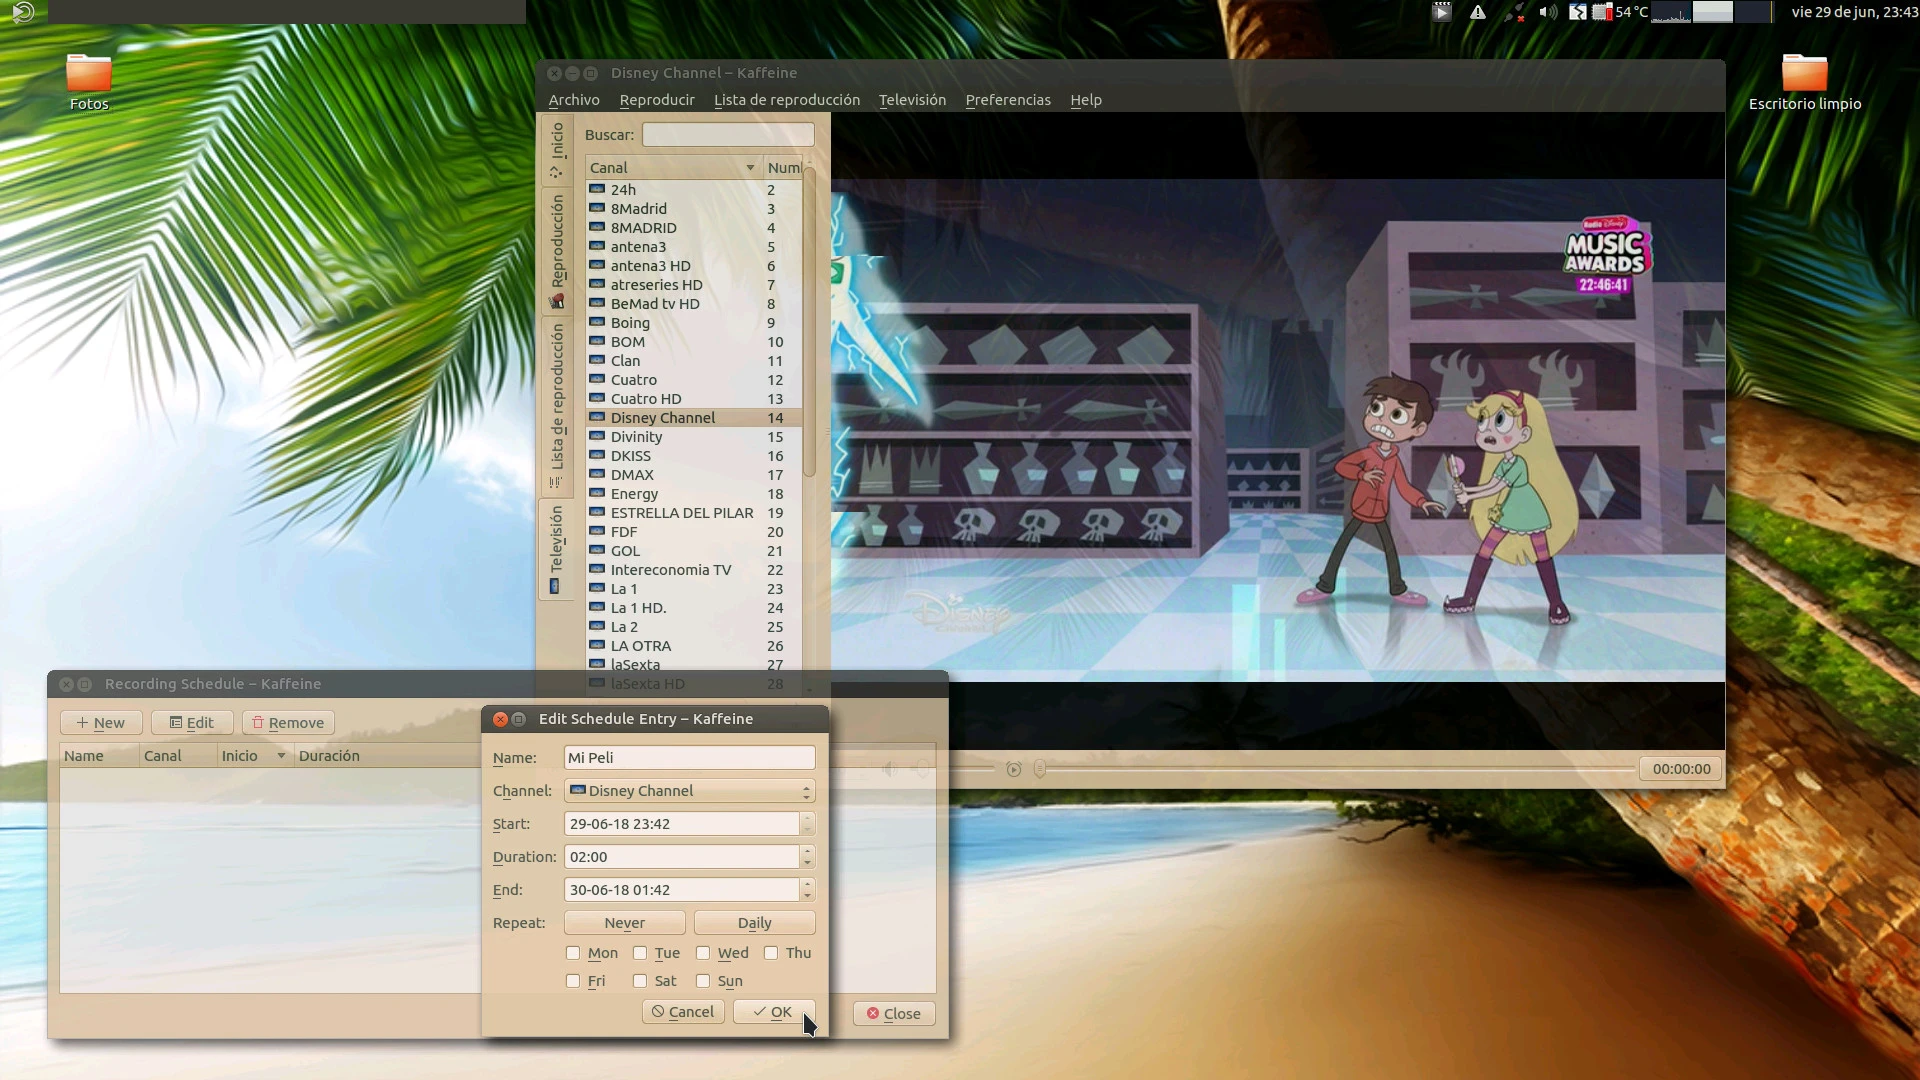 54 °C
vie 29 de jun, 23:43
Fotos
Escritorio limpio
Disney Channel – Kaffeine
Archivo Reproducir Lista de reproducción Televisión Preferencias Help
Inicio
Reproducción
Lista de reproducción
Televisión
Buscar:
Canal Num
24h 2
8Madrid 3
8MADRID 4
antena3 5
antena3 HD 6
atreseries HD 7
BeMad tv HD 8
Boing 9
BOM 10
Clan 11
Cuatro 12
Cuatro HD 13
Disney Channel 14
Divinity 15
DKISS 16
DMAX 17
Energy 18
ESTRELLA DEL PILAR 19
FDF 20
GOL 21
Intereconomia TV 22
La 1 23
La 1 HD. 24
La 2 25
LA OTRA 26
laSexta 27
laSexta HD 28
Radio Disney
MUSIC
AWARDS
22:46:41
Disney
Channel
00:00:00
Recording Schedule – Kaffeine
New Edit Remove
Name Canal Inicio Duración
Close
Edit Schedule Entry – Kaffeine
Name: Mi Peli
Channel: Disney Channel
Start: 29-06-18 23:42
Duration: 02:00
End: 30-06-18 01:42
Repeat: Never Daily
Mon Tue Wed Thu
Fri Sat Sun
Cancel OK